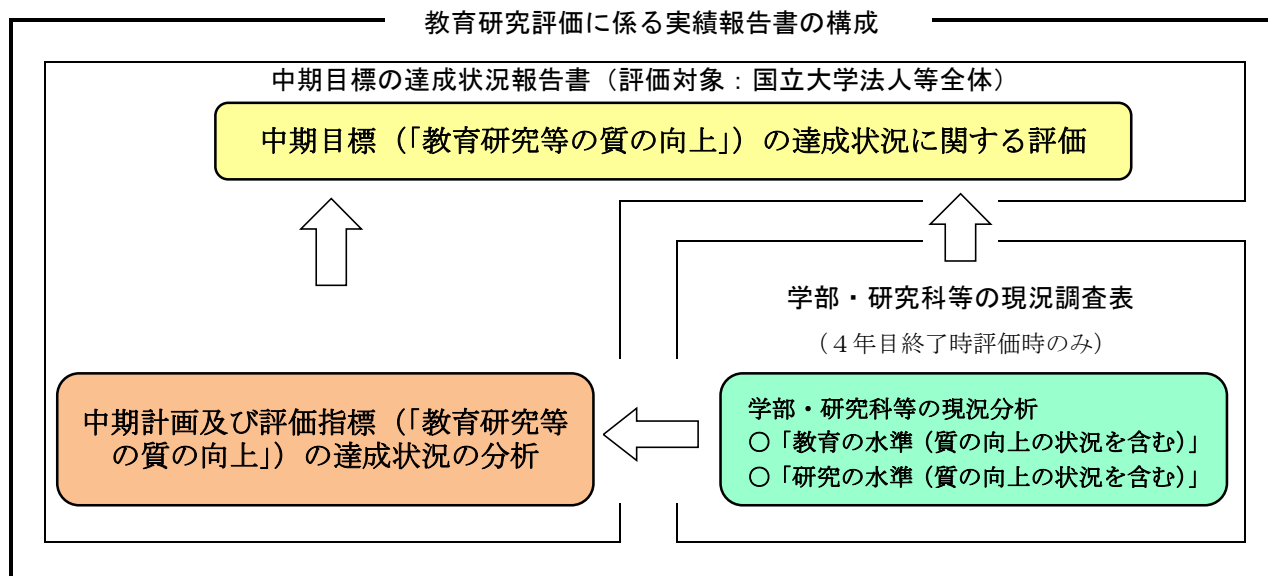 教育研究評価に係る実績報告書の構成
中期目標の達成状況報告書（評価対象：国立大学法人等全体）
中期目標（「教育研究等の質の向上」）の達成状況に関する評価
学部・研究科等の現況調査表
（４年目終了時評価時のみ）
中期計画及び評価指標（「教育研究等
の質の向上」）の達成状況の分析
学部・研究科等の現況分析
○「教育の水準（質の向上の状況を含む）」
○「研究の水準（質の向上の状況を含む）」